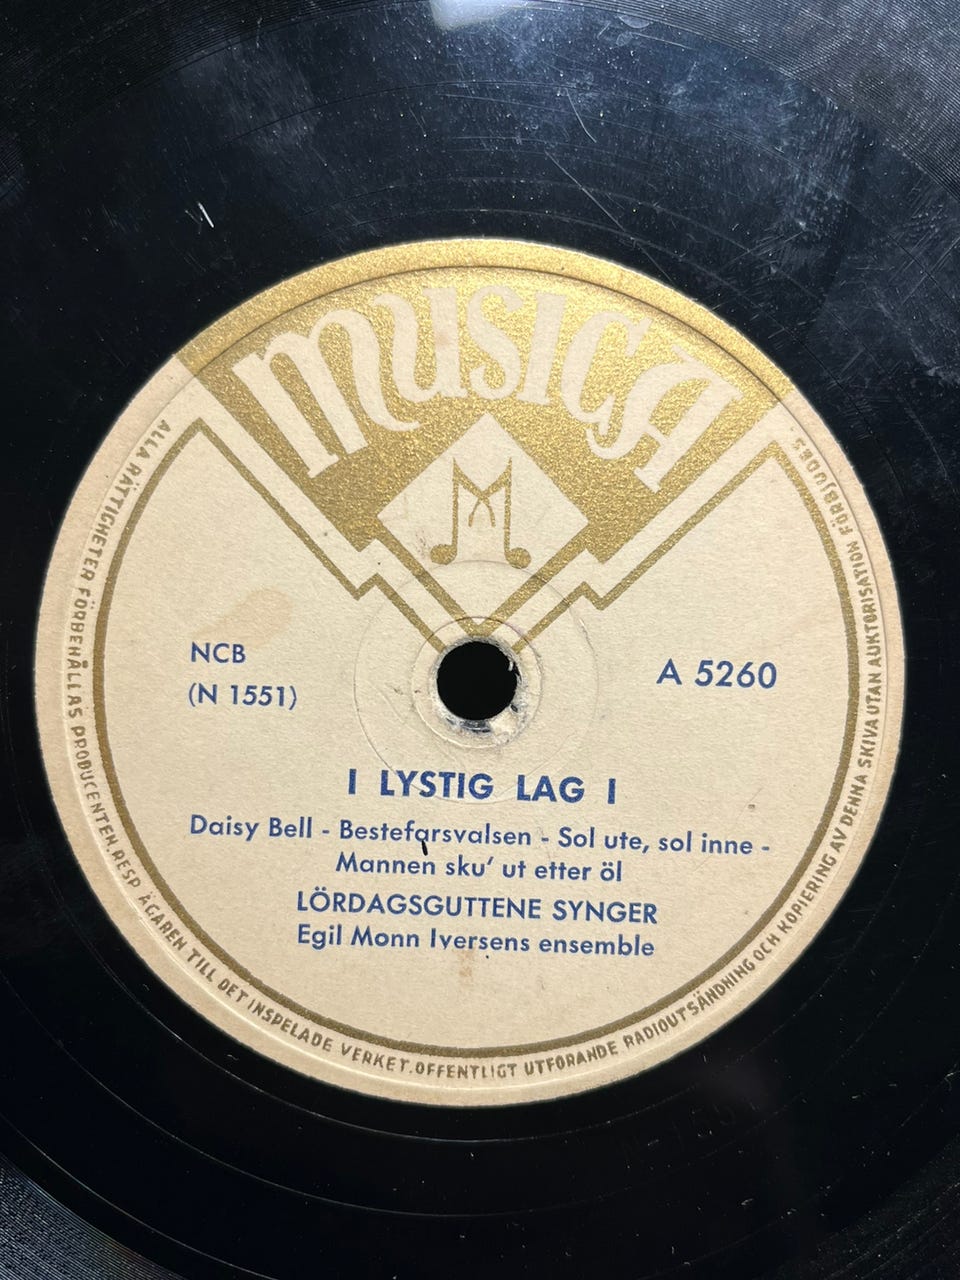 MUSICA
M
NCB
(N 1551)
A 5260
I LYSTIG LAG I
Daisy Bell - Bestefarsvalsen - Sol ute, sol inne -
Mannen sku' ut etter öl
LÖRDAGSGUTTENE SYNGER
Egil Monn Iversens ensemble
ALLA RÄTTIGHETER FÖRBEHÅLLAS PRODUCENTEN, RESP ÄGAREN TILL DET INSPELADE VERKET. OFFENTLIGT UTFÖRANDE RADIOUTSÄNDNING OCH KOPIERING AV DENNA SKIVA UTAN AUKTORISATION FÖRBJUDES.